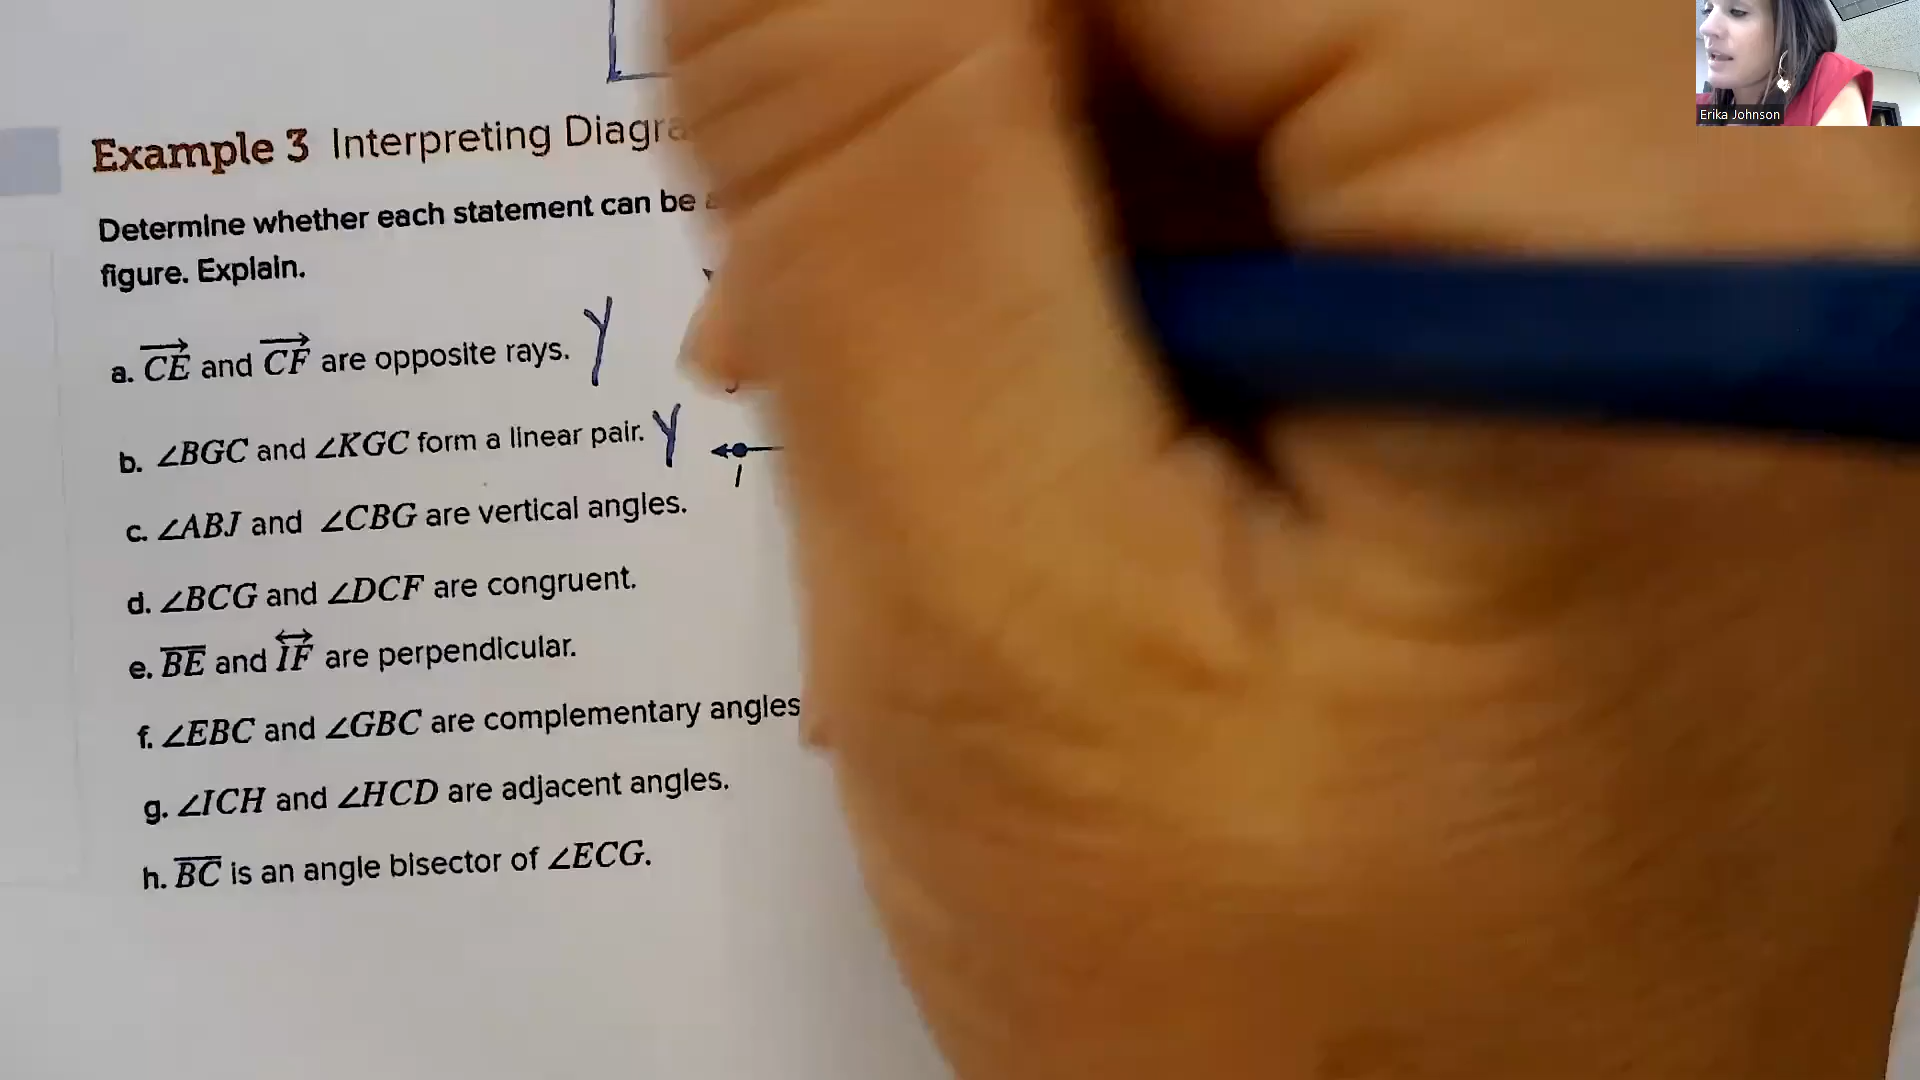 Erika Johnson
Example 3 Interpreting
Determine whether each statement can be
figure. Explain.
a. CE and CF are opposite rays. Y
b. ∠BGC and ∠KGC form a linear pair. Y
I
c. ∠ABJ and ∠CBG are vertical angles.
d. ∠BCG and ∠DCF are congruent.
e. BE and IF are perpendicular.
f. ∠EBC and ∠GBC are complementary angles
g. ∠ICH and ∠HCD are adjacent angles.
h. BC is an angle bisector of ∠ECG.